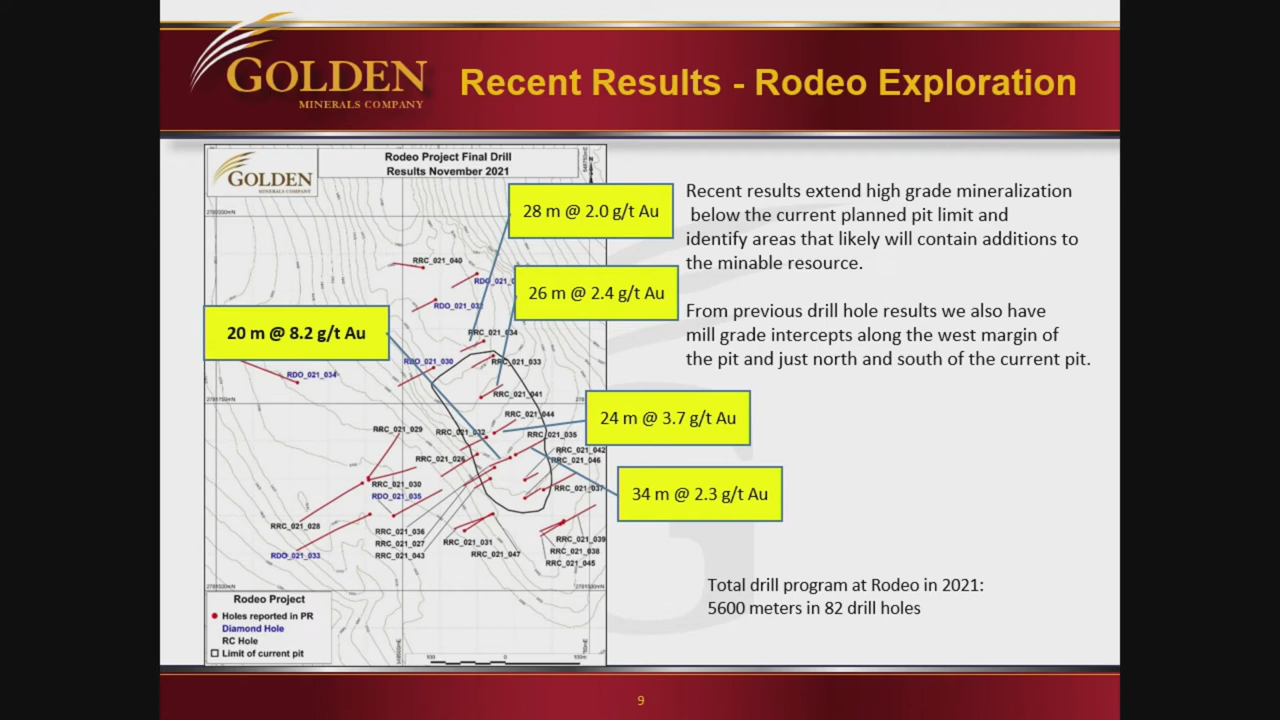 GOLDEN
MINERALS COMPANY
Recent Results - Rodeo Exploration
GOLDEN
MINERALS COMPANY
Rodeo Project Final Drill
Results November 2021
N
28 m @ 2.0 g/t Au
26 m @ 2.4 g/t Au
20 m @ 8.2 g/t Au
24 m @ 3.7 g/t Au
34 m @ 2.3 g/t Au
RRC_021_040
RRC_021_034
RDO_021_030
RRC_021_033
RDO_021_034
RRC_021_041
RRC_021_044
RRC_021_029
RRC_021_032
RRC_021_035
RRC_021_042
RRC_021_046
RRC_021_030
RDO_021_035
RRC_021_037
RRC_021_028
RRC_021_036
RRC_021_027
RRC_021_043
RRC_021_031
RRC_021_047
RRC_021_039
RRC_021_038
RRC_021_045
RDO_021_033
Rodeo Project
Holes reported in PR
Diamond Hole
RC Hole
Limit of current pit
Recent results extend high grade mineralization
below the current planned pit limit and
identify areas that likely will contain additions to
the minable resource.
From previous drill hole results we also have
mill grade intercepts along the west margin of
the pit and just north and south of the current pit.
Total drill program at Rodeo in 2021:
5600 meters in 82 drill holes
9